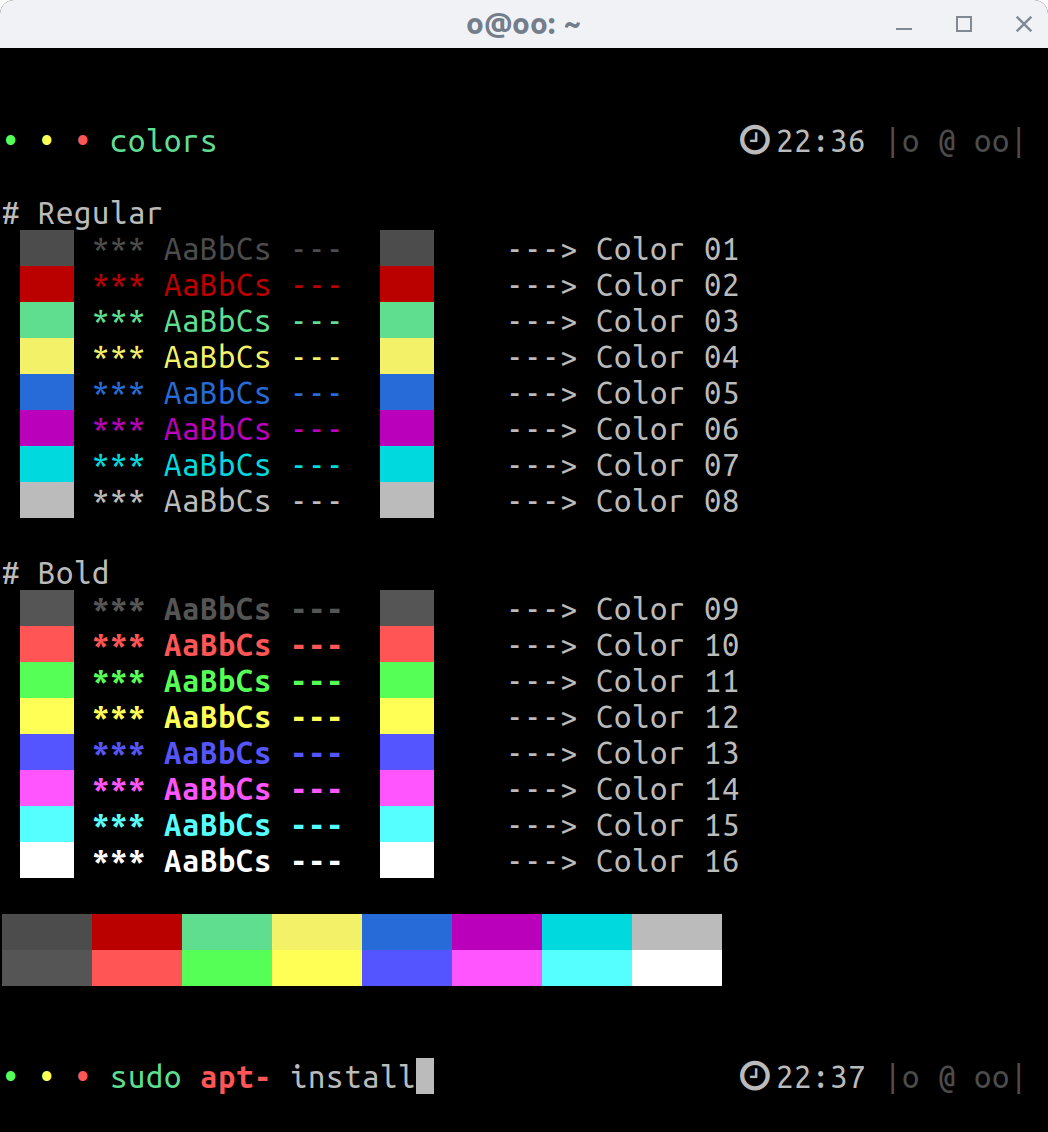 o@oo: ~
• • • colors 22:36 |o @ oo|
# Regular
*** AaBbCs --- ---> Color 01
*** AaBbCs --- ---> Color 02
*** AaBbCs --- ---> Color 03
*** AaBbCs --- ---> Color 04
*** AaBbCs --- ---> Color 05
*** AaBbCs --- ---> Color 06
*** AaBbCs --- ---> Color 07
*** AaBbCs --- ---> Color 08
# Bold
*** AaBbCs --- ---> Color 09
*** AaBbCs --- ---> Color 10
*** AaBbCs --- ---> Color 11
*** AaBbCs --- ---> Color 12
*** AaBbCs --- ---> Color 13
*** AaBbCs --- ---> Color 14
*** AaBbCs --- ---> Color 15
*** AaBbCs --- ---> Color 16
• • • sudo apt- install 22:37 |o @ oo|